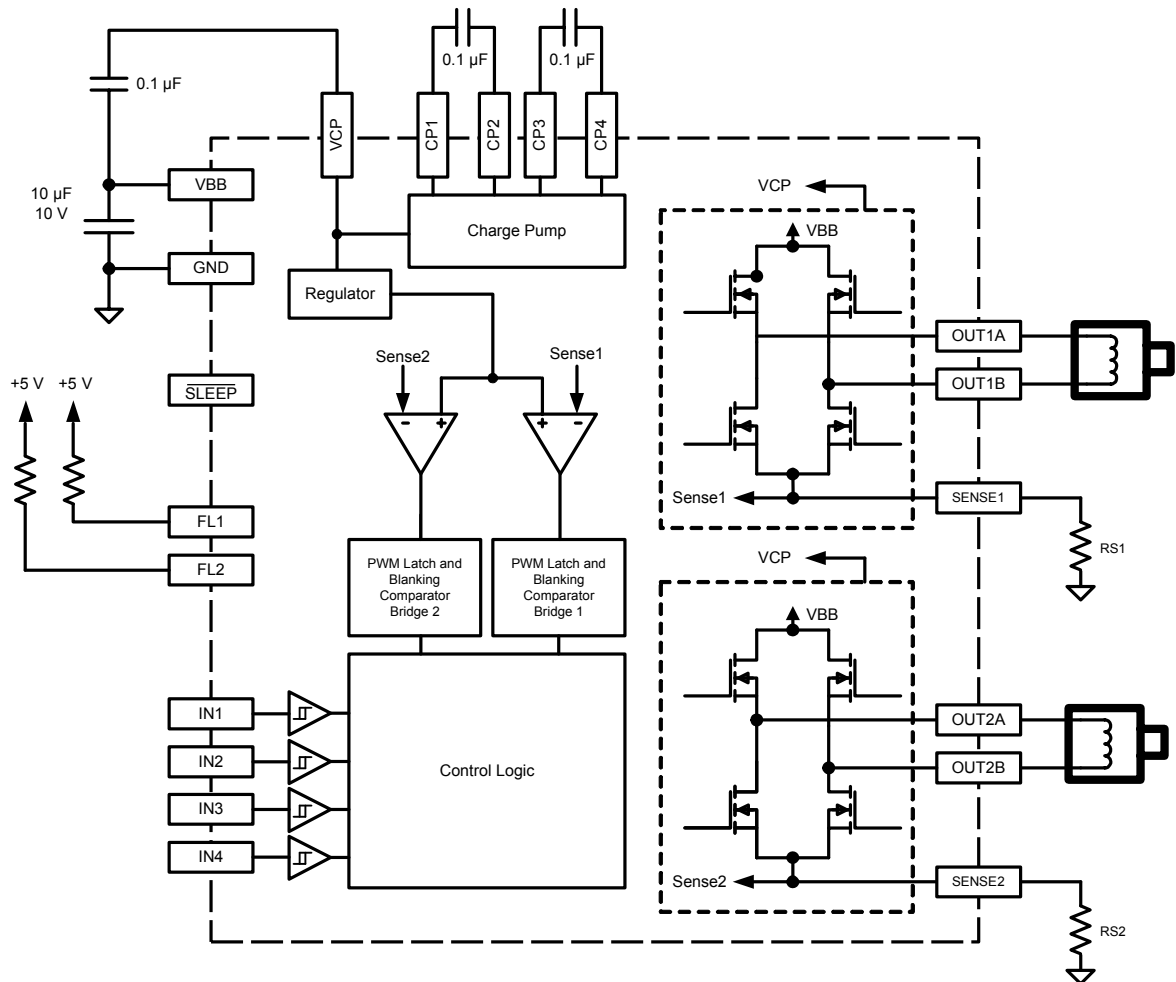 0.1 µF
0.1 µF
0.1 µF
VCP
CP1
CP2
CP3
CP4
10 µF
10 V
VBB
GND
Charge Pump
Regulator
VCP
VBB
+5 V
+5 V
SLEEP
Sense2
Sense1
- +
+ -
OUT1A
OUT1B
Sense1
SENSE1
RS1
FL1
FL2
PWM Latch and
Blanking
Comparator
Bridge 2
PWM Latch and
Blanking
Comparator
Bridge 1
VCP
VBB
IN1
IN2
IN3
IN4
Control Logic
OUT2A
OUT2B
Sense2
SENSE2
RS2